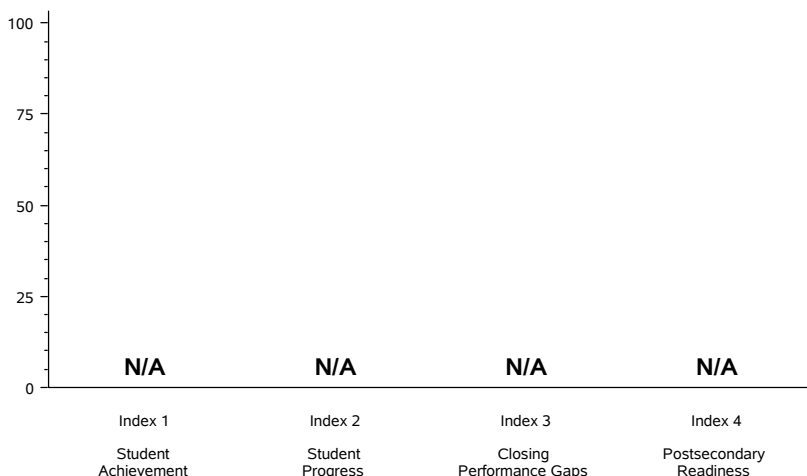 100
75
50
25
0
N/A N/A N/A N/A
Index 1 Index 2 Index 3 Index 4
Student Student Closing Postsecondary
Achievement Progress Performance Gaps Readiness